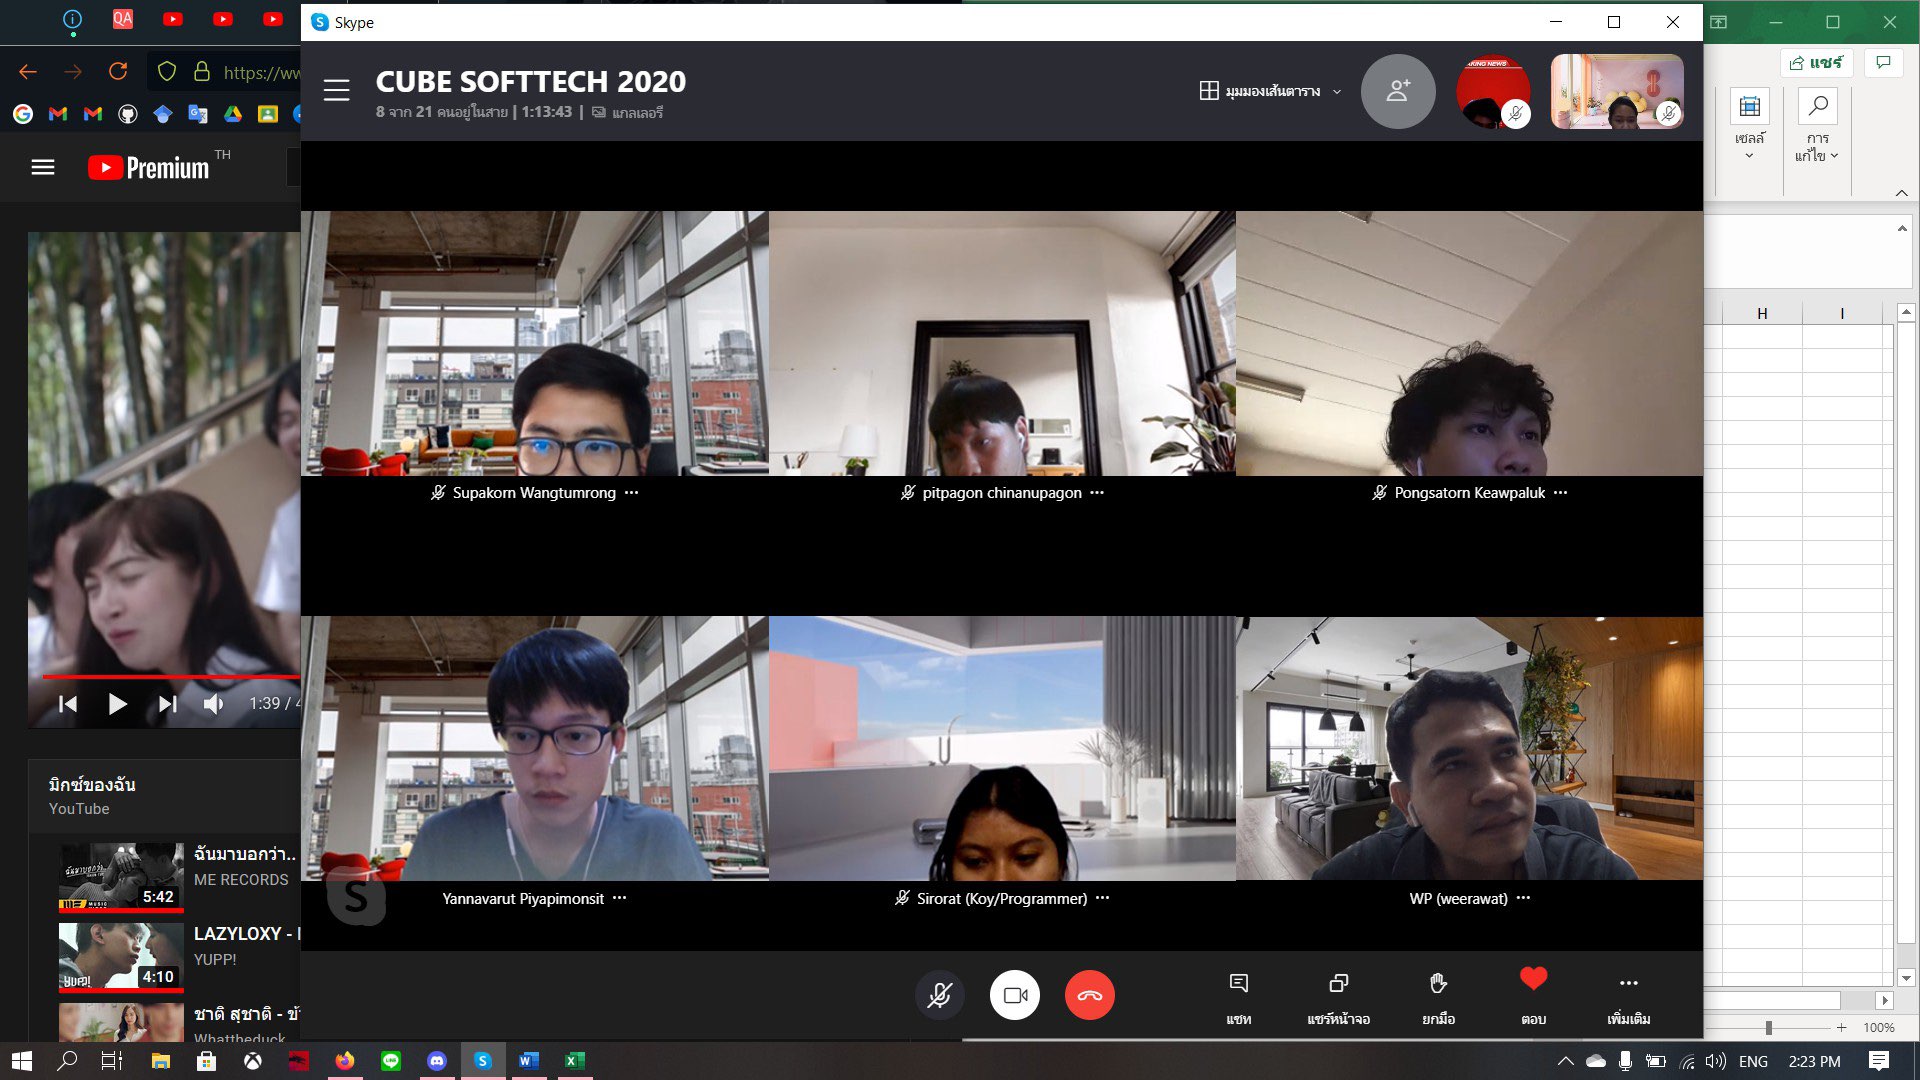 QA
Skype
https://ww
CUBE SOFTTECH 2020
8 จาก 21 คนอยู่ในสาย | 1:13:43 | แกลเลอรี
มุมมองเส้นตาราง
KING NEWS
แชร์
เซลล์
การ
แก้ไข
Premium TH
H I
Supakorn Wangtumrong
pitpagon chinanupagon
Pongsatorn Keawpaluk
1:39 / 4
มิกซ์ของฉัน
YouTube
ฉันมาบอกว่า..
ME RECORDS
5:42
LAZYLOXY -
YUPP!
4:10
ชาติ สุชาติ -
Whattheduck
Yannavarut Piyapimonsit
Sirorat (Koy/Programmer)
WP (weerawat)
แชท
แชร์หน้าจอ
ยกมือ
ตอบ
เพิ่มเติม
100%
ENG
2:23 PM